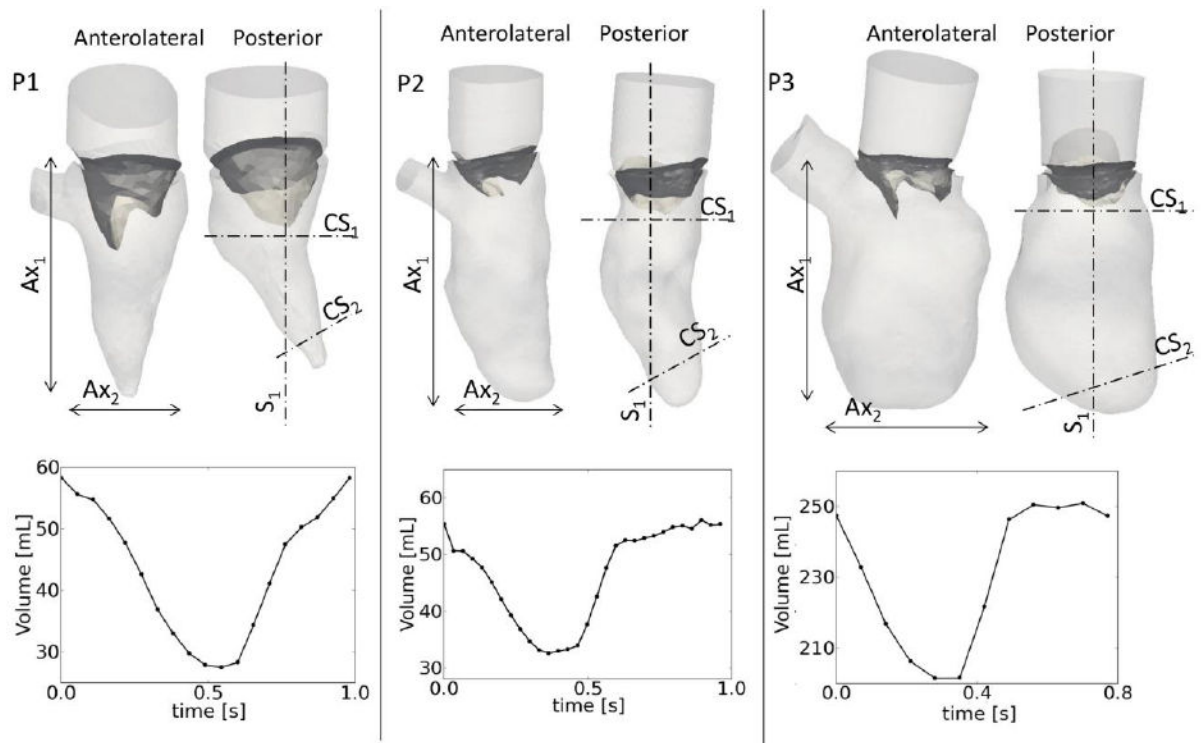 Anterolateral Posterior
P1
Ax1
Ax2
CS1
CS2
S1
Anterolateral Posterior
P2
Ax1
Ax2
CS1
CS2
S1
Anterolateral Posterior
P3
Ax1
Ax2
CS1
CS2
S1
Volume [mL]
60
50
40
30
0.0 0.5 1.0
time [s]
Volume [mL]
60
50
40
30
0.0 0.5 1.0
time [s]
Volume [mL]
250
230
210
0.0 0.4 0.8
time [s]